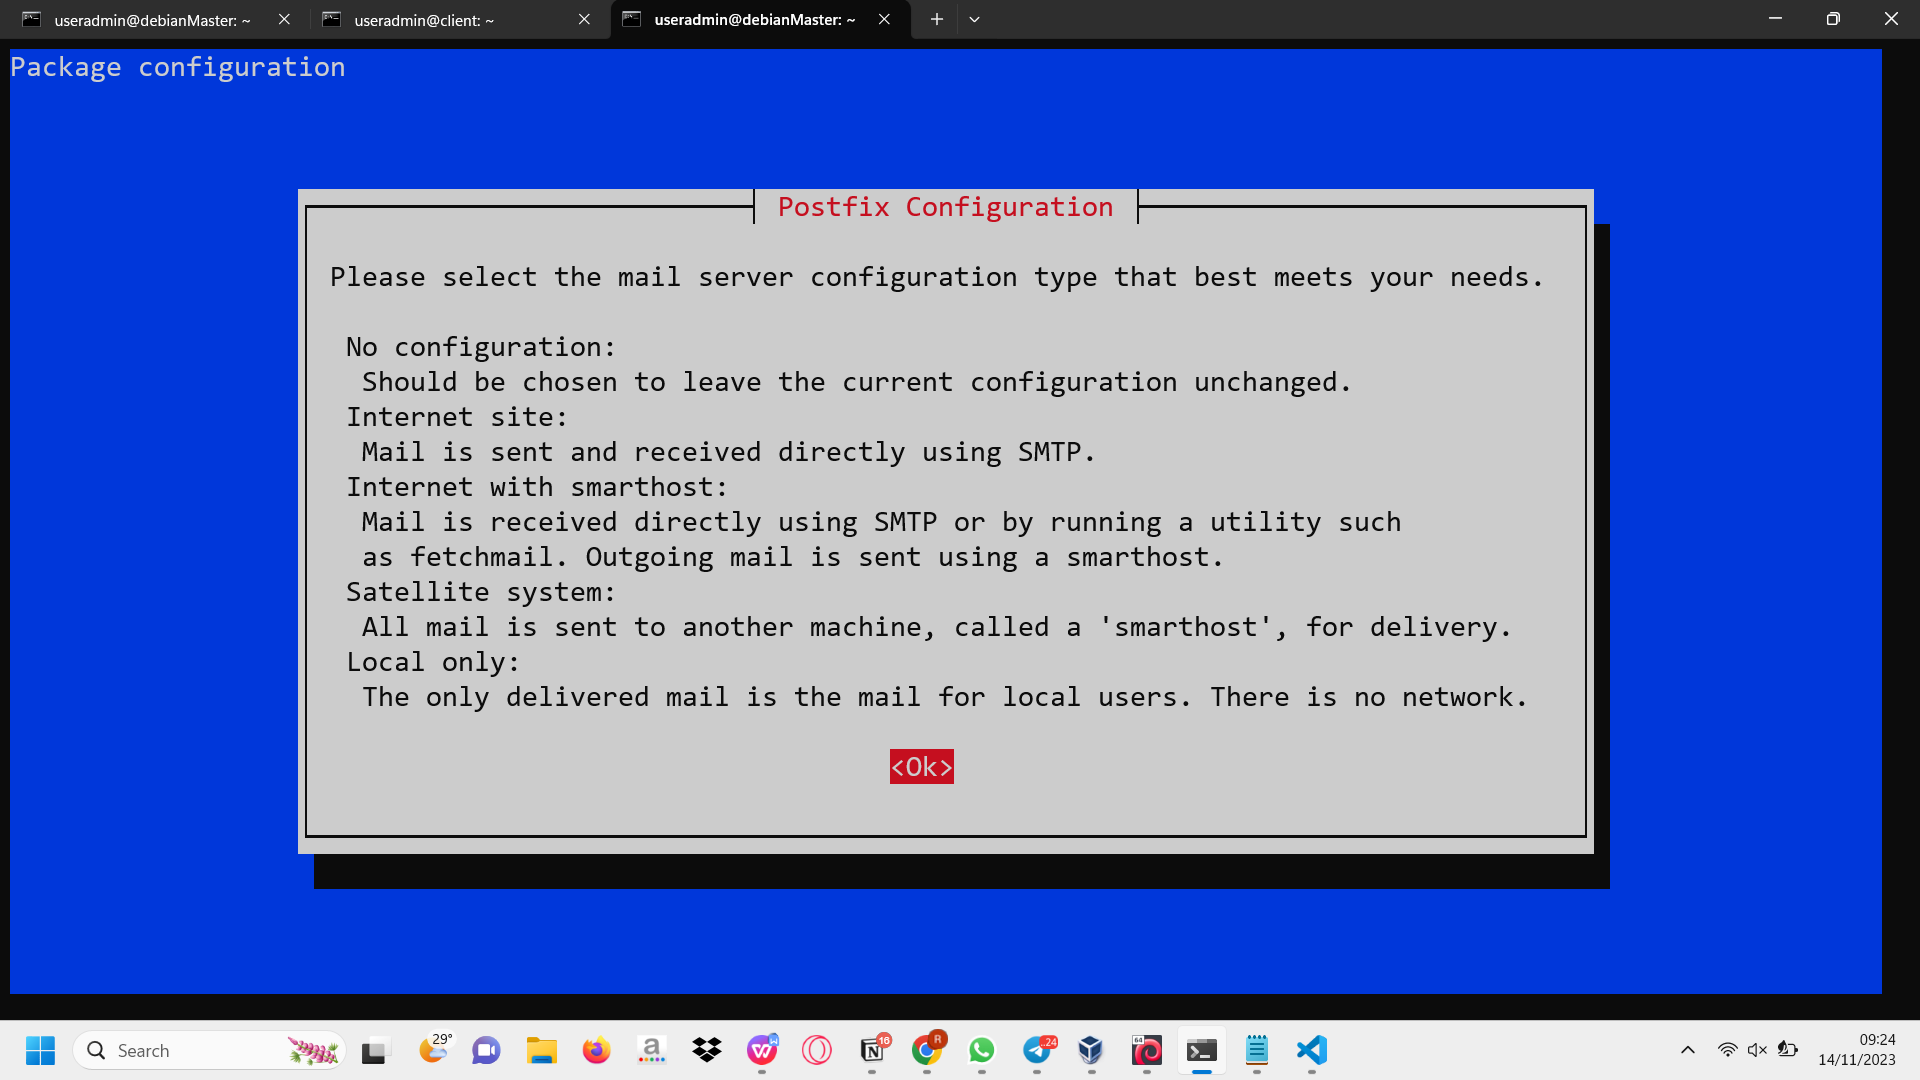 useradmin@debianMaster: ~
useradmin@client: ~
useradmin@debianMaster: ~
Package configuration
Postfix Configuration
Please select the mail server configuration type that best meets your needs.
No configuration:
Should be chosen to leave the current configuration unchanged.
Internet site:
Mail is sent and received directly using SMTP.
Internet with smarthost:
Mail is received directly using SMTP or by running a utility such
as fetchmail. Outgoing mail is sent using a smarthost.
Satellite system:
All mail is sent to another machine, called a 'smarthost', for delivery.
Local only:
The only delivered mail is the mail for local users. There is no network.
<Ok>
Search
29°
a
W
N
16
R
..24
64
09:24
14/11/2023